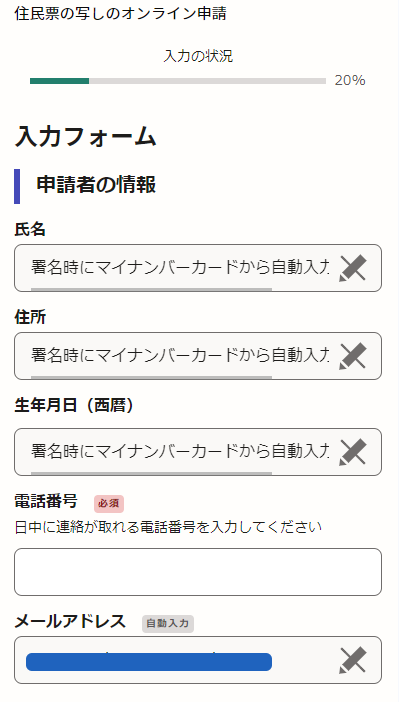 住民票の写しのオンライン申請
入力の状況
20%
入力フォーム
申請者の情報
氏名
署名時にマイナンバーカードから自動入力
住所
署名時にマイナンバーカードから自動入力
生年月日（西暦）
署名時にマイナンバーカードから自動入力
電話番号 必須
日中に連絡が取れる電話番号を入力してください
メールアドレス 自動入力